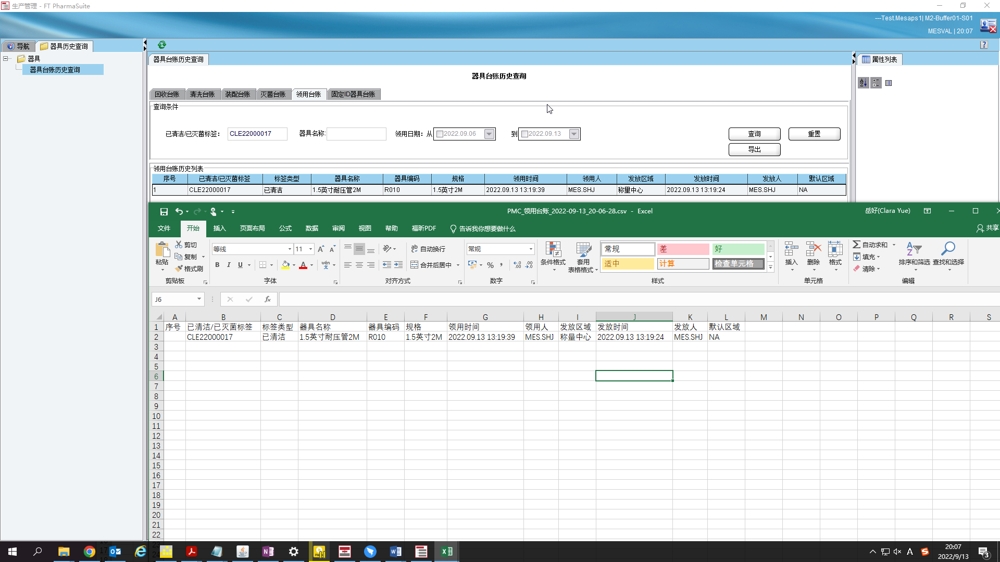 生产管理 - FT PharmaSuite
---Test.Mesaps1| M2-Buffer01-S01
MESVAL | 20:07
导航
器具历史查询
器具
器具台账历史查询
器具台账历史查询
属性列表
器具台账历史查询
回收台账 清洗台账 装配台账 灭菌台账 领用台账 固定ID器具台账
查询条件
已清洁/已灭菌标签： CLE22000017 器具名称: 领用日期：从 2022.09.06 到 2022.09.13 查询 重置
导出
领用台账历史列表
序号 已清洁/已灭菌标签 标签类型 器具名称 器具编码 规格 领用时间 领用人 发放区域 发放时间 发放人 默认区域
1 CLE22000017 已清洁 1.5英寸耐压管2M R010 1.5英寸2M 2022.09.13 13:19:39 MES.SHJ 称量中心 2022.09.13 13:19:24 MES.SHJ NA
PMC_领用台账_2022-09-13_20-06-28.csv - Excel
岳好(Clara Yue)
文件 开始 插入 页面布局 公式 数据 审阅 视图 帮助 福昕PDF 告诉我你想要做什么 共享
粘贴 剪切 复制 格式刷
剪贴板
等线 11
B I U A wén 文
字体
ab 自动换行
合并后居中
对齐方式
常规
% ,
数字
条件格式 套用 表格格式
常规 差 好
适中 计算 检查单元格
样式
插入 删除 格式
单元格
自动求和 填充 清除
排序和筛选 查找和选择
编辑
J6 fx
A B C D E F G H I J K L M N O P Q R S
1 序号 已清洁/已灭菌标签 标签类型 器具名称 器具编码 规格 领用时间 领用人 发放区域 发放时间 发放人 默认区域
2 CLE22000017 已清洁 1.5英寸耐压管2M R010 1.5英寸2M 2022.09.13 13:19:39 MES.SHJ 称量中心 2022.09.13 13:19:24 MES.SHJ NA
3
4
5
6
7
8
9
10
11
12
13
14
15
16
17
18
19
20
21
22
20:07
2022/9/13
3